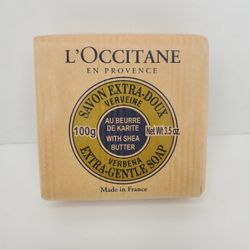 L'OCCITANE
EN PROVENCE
SAVON EXTRA-DOUX
VERVEINE
100g
AU BEURRE
DE KARITE
WITH SHEA
BUTTER
Net Wt 3.5 oz.
VERBENA
EXTRA-GENTLE SOAP
Made in France